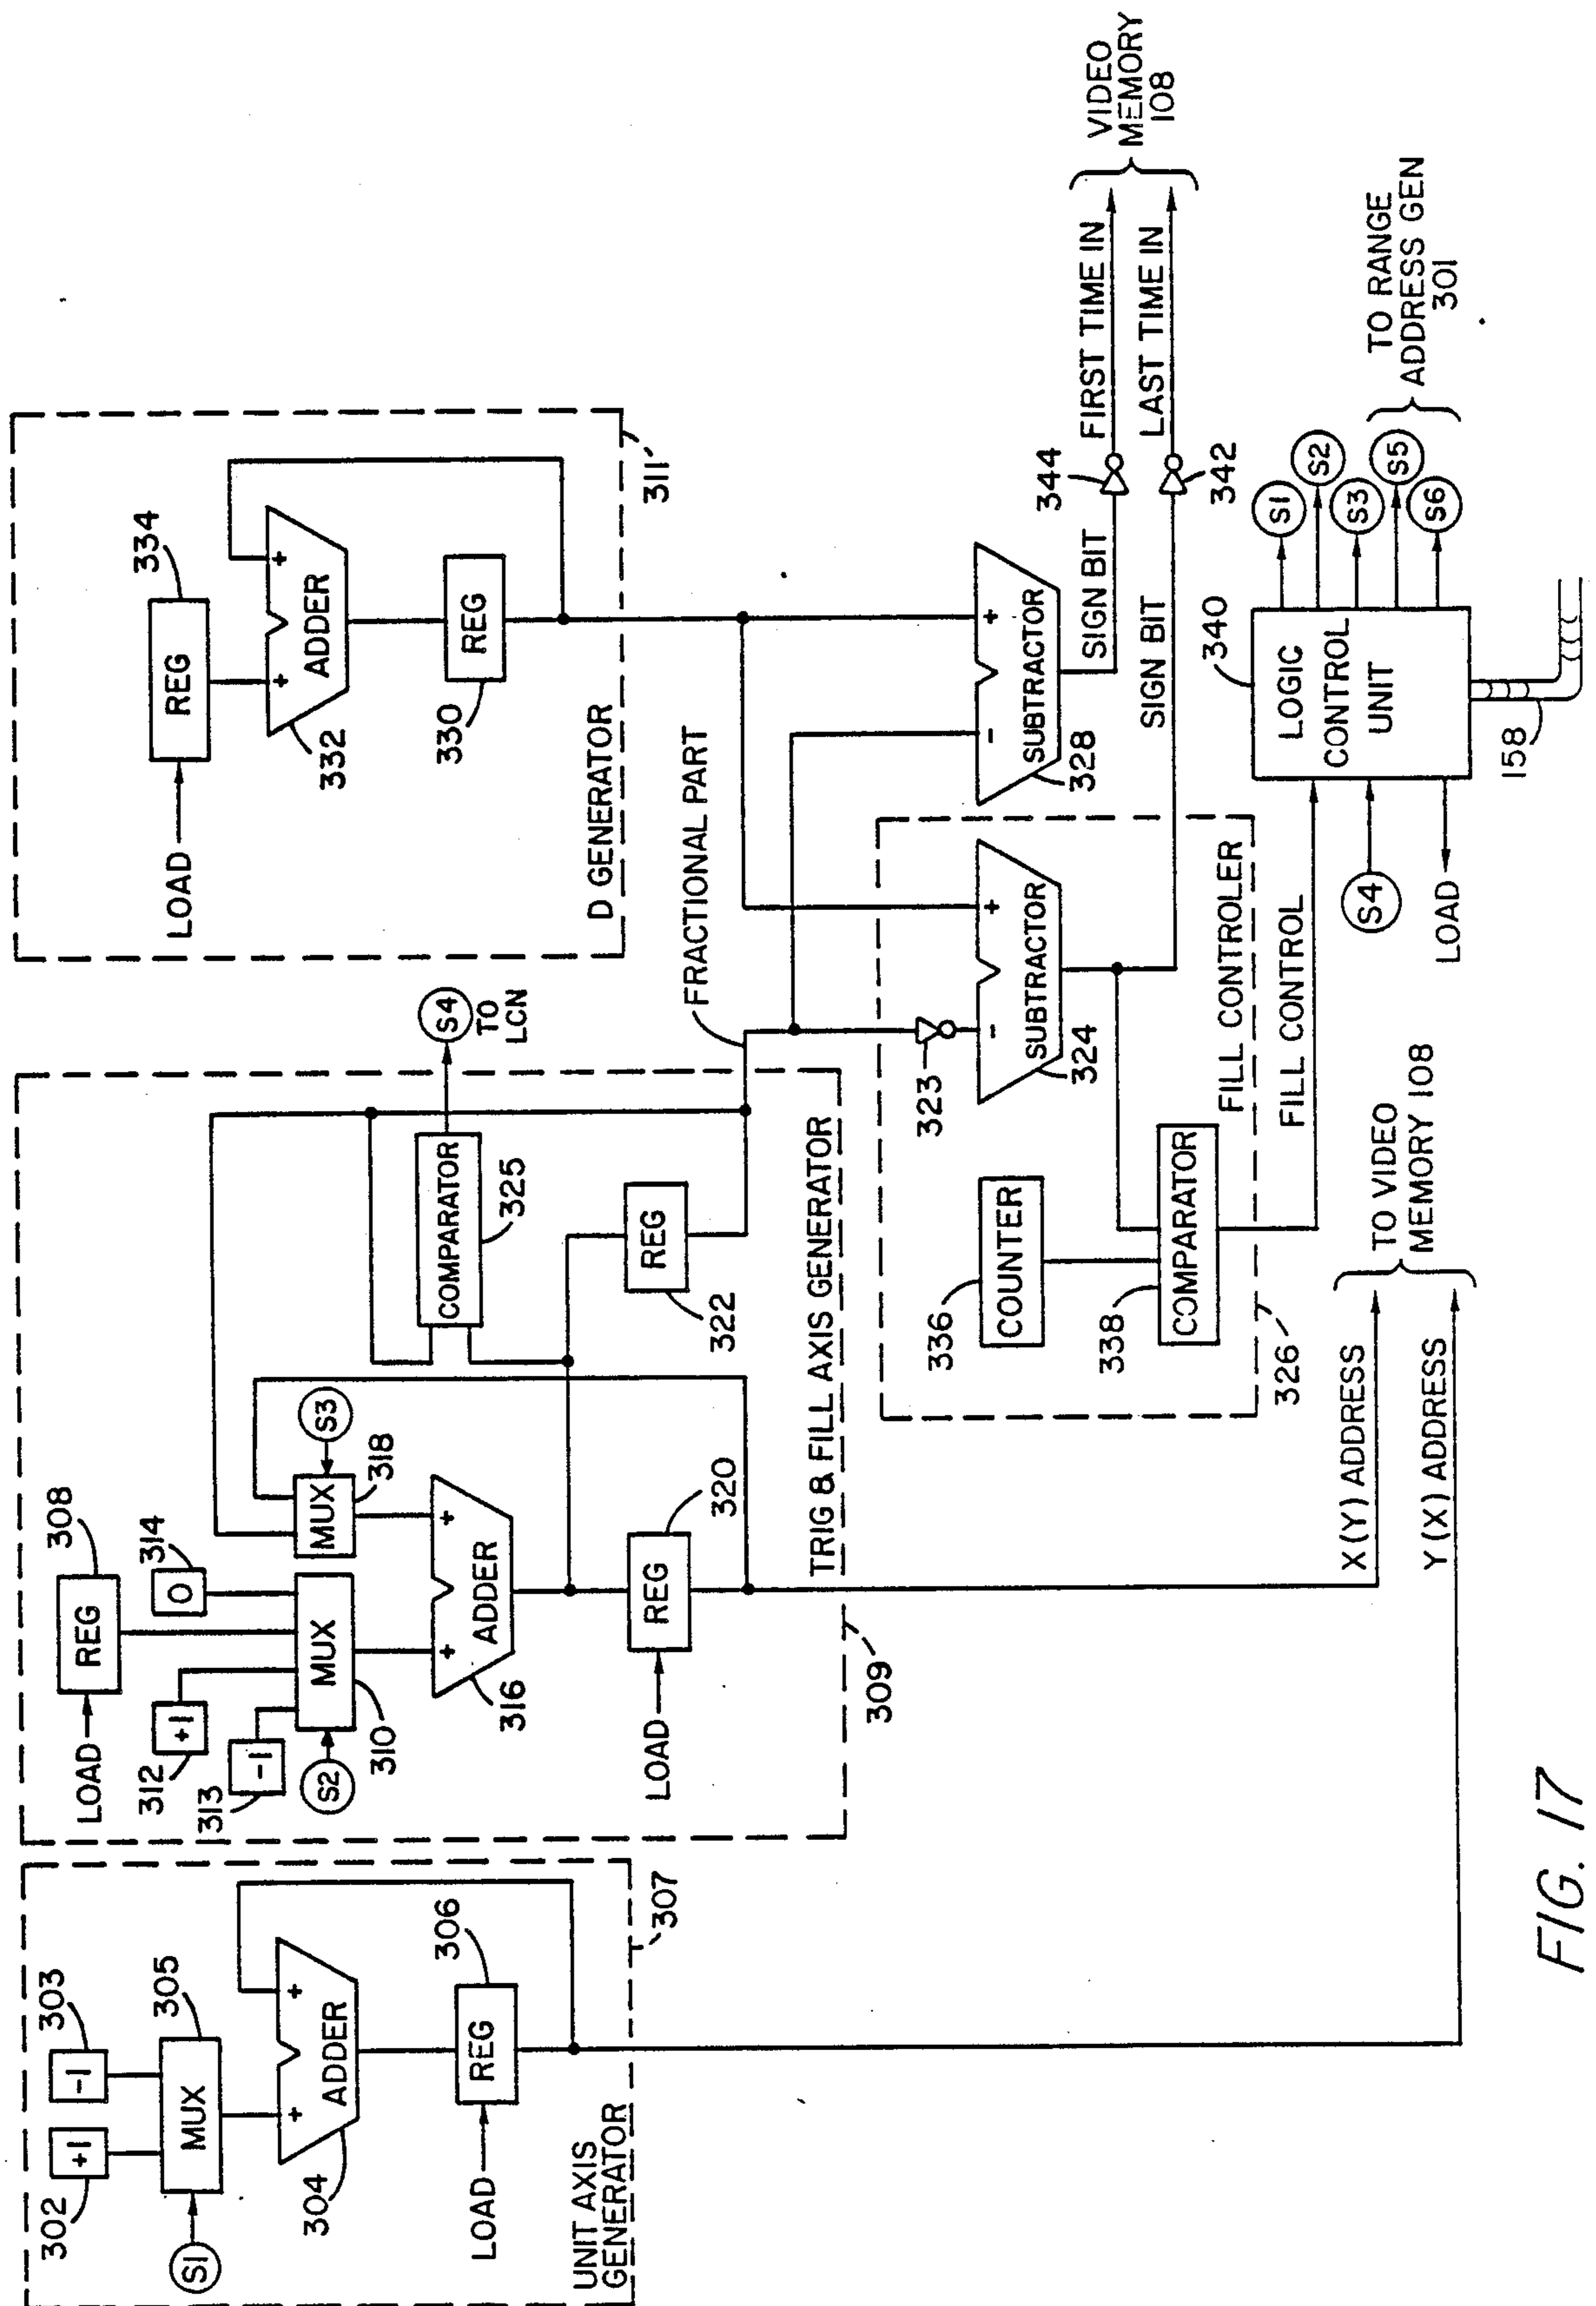 +1
302
-1
303
S1
MUX
305
+
+
ADDER
304
LOAD
REG
306
UNIT AXIS
GENERATOR
307
LOAD
REG
308
+1
312
-1
313
0
314
S2
MUX
310
MUX
318
S3
+
+
ADDER
316
LOAD
REG
320
COMPARATOR
325
S4
TO
LCN
REG
322
TRIG & FILL AXIS GENERATOR
309
LOAD
REG
334
+
+
ADDER
332
REG
330
D GENERATOR
311
FRACTIONAL PART
323
-
+
SUBTRACTOR
324
-
+
SUBTRACTOR
328
COUNTER
336
COMPARATOR
338
FILL CONTROLER
326
SIGN BIT
344
FIRST TIME IN
SIGN BIT
342
LAST TIME IN
VIDEO
MEMORY
108
FILL CONTROL
S4
LOAD
LOGIC
CONTROL
UNIT
340
S1
S2
S3
S5
S6
TO RANGE
ADDRESS GEN
301
158
X(Y) ADDRESS
Y(X) ADDRESS
TO VIDEO
MEMORY 108
FIG. 17